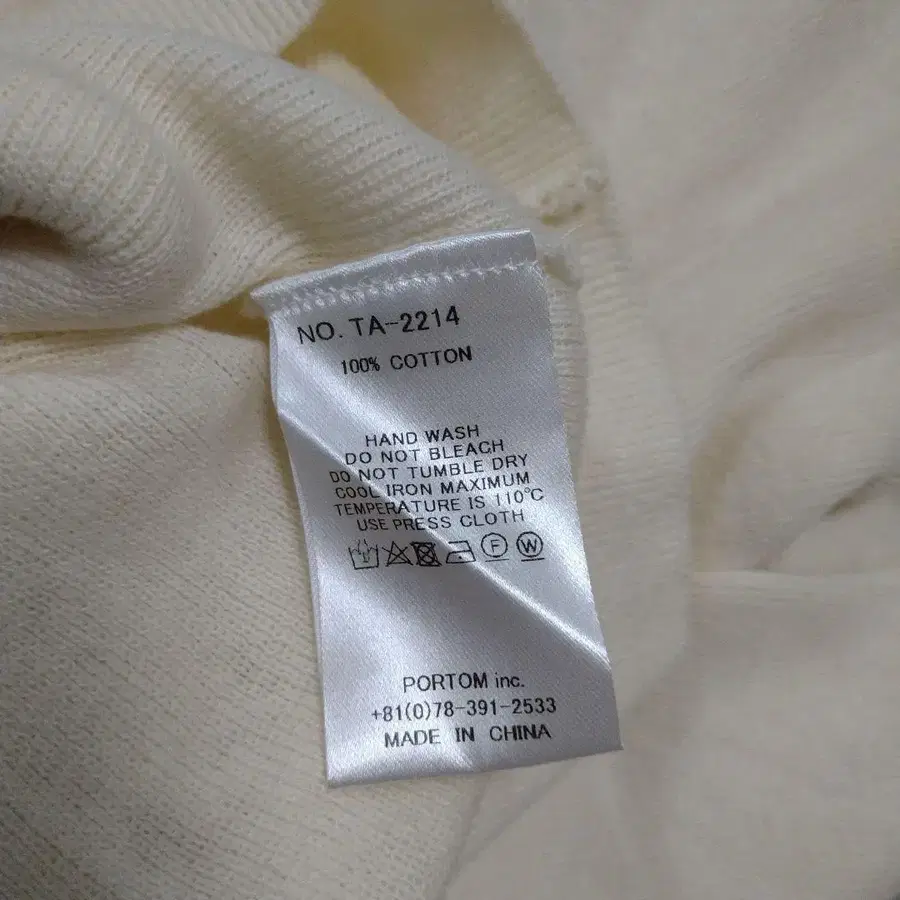 NO. TA-2214
100% COTTON
HAND WASH
DO NOT BLEACH
DO NOT TUMBLE DRY
COOL IRON MAXIMUM
TEMPERATURE IS 110℃
USE PRESS CLOTH
F W
PORTOM inc.
+81(0)78-391-2533
MADE IN CHINA